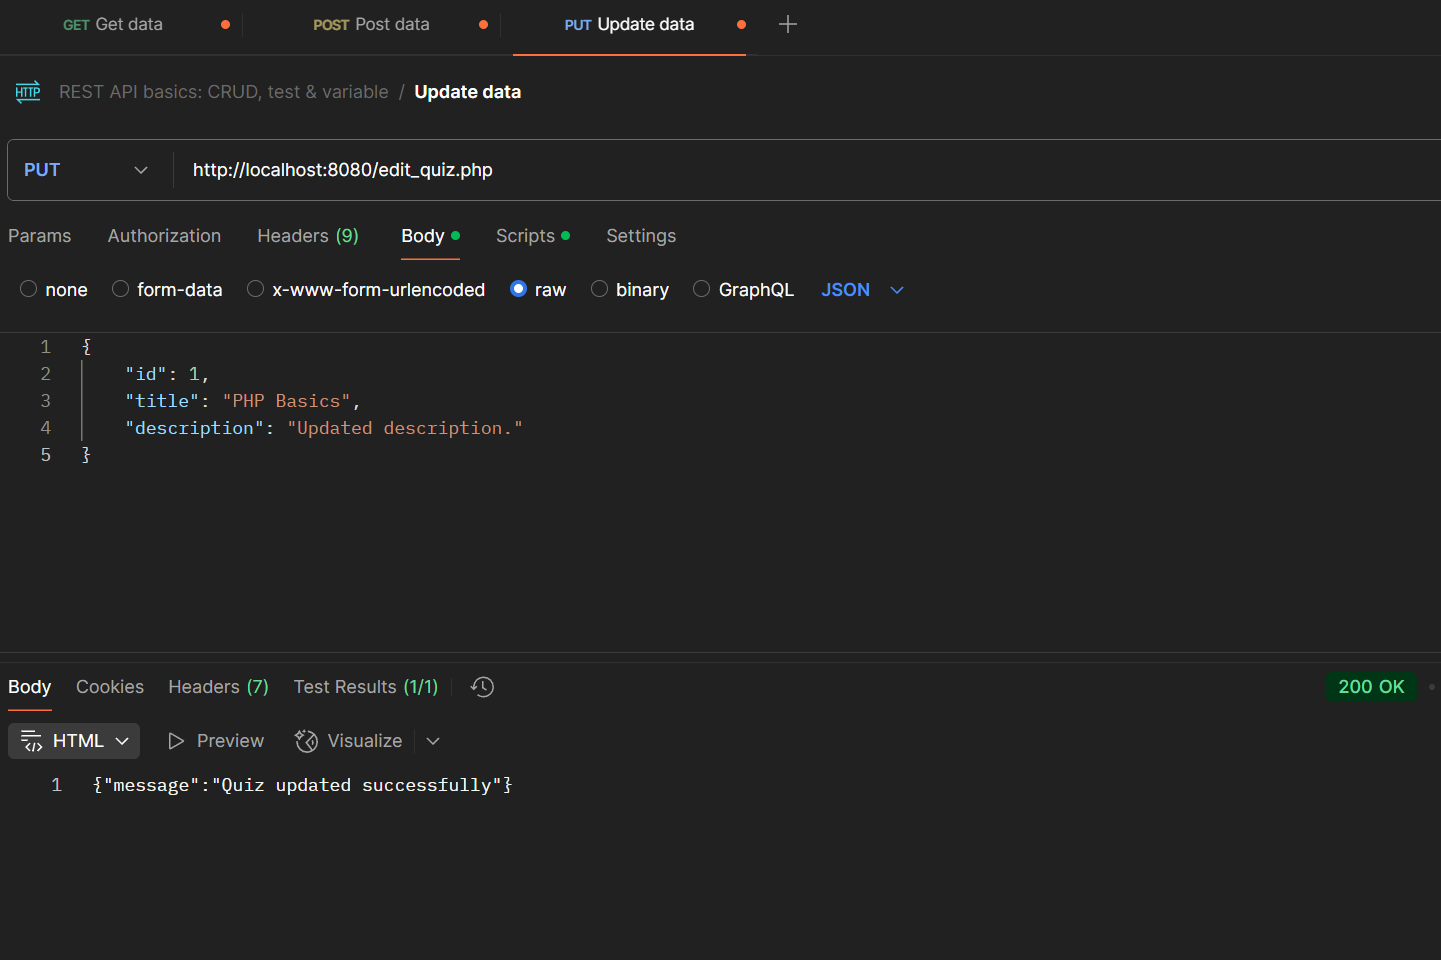 GET Get data POST Post data PUT Update data
HTTP REST API basics: CRUD, test & variable / Update data
PUT http://localhost:8080/edit_quiz.php
Params Authorization Headers (9) Body Scripts Settings
none form-data x-www-form-urlencoded raw binary GraphQL JSON
1 {
2 "id": 1,
3 "title": "PHP Basics",
4 "description": "Updated description."
5 }
Body Cookies Headers (7) Test Results (1/1) 200 OK
HTML Preview Visualize
1 {"message":"Quiz updated successfully"}